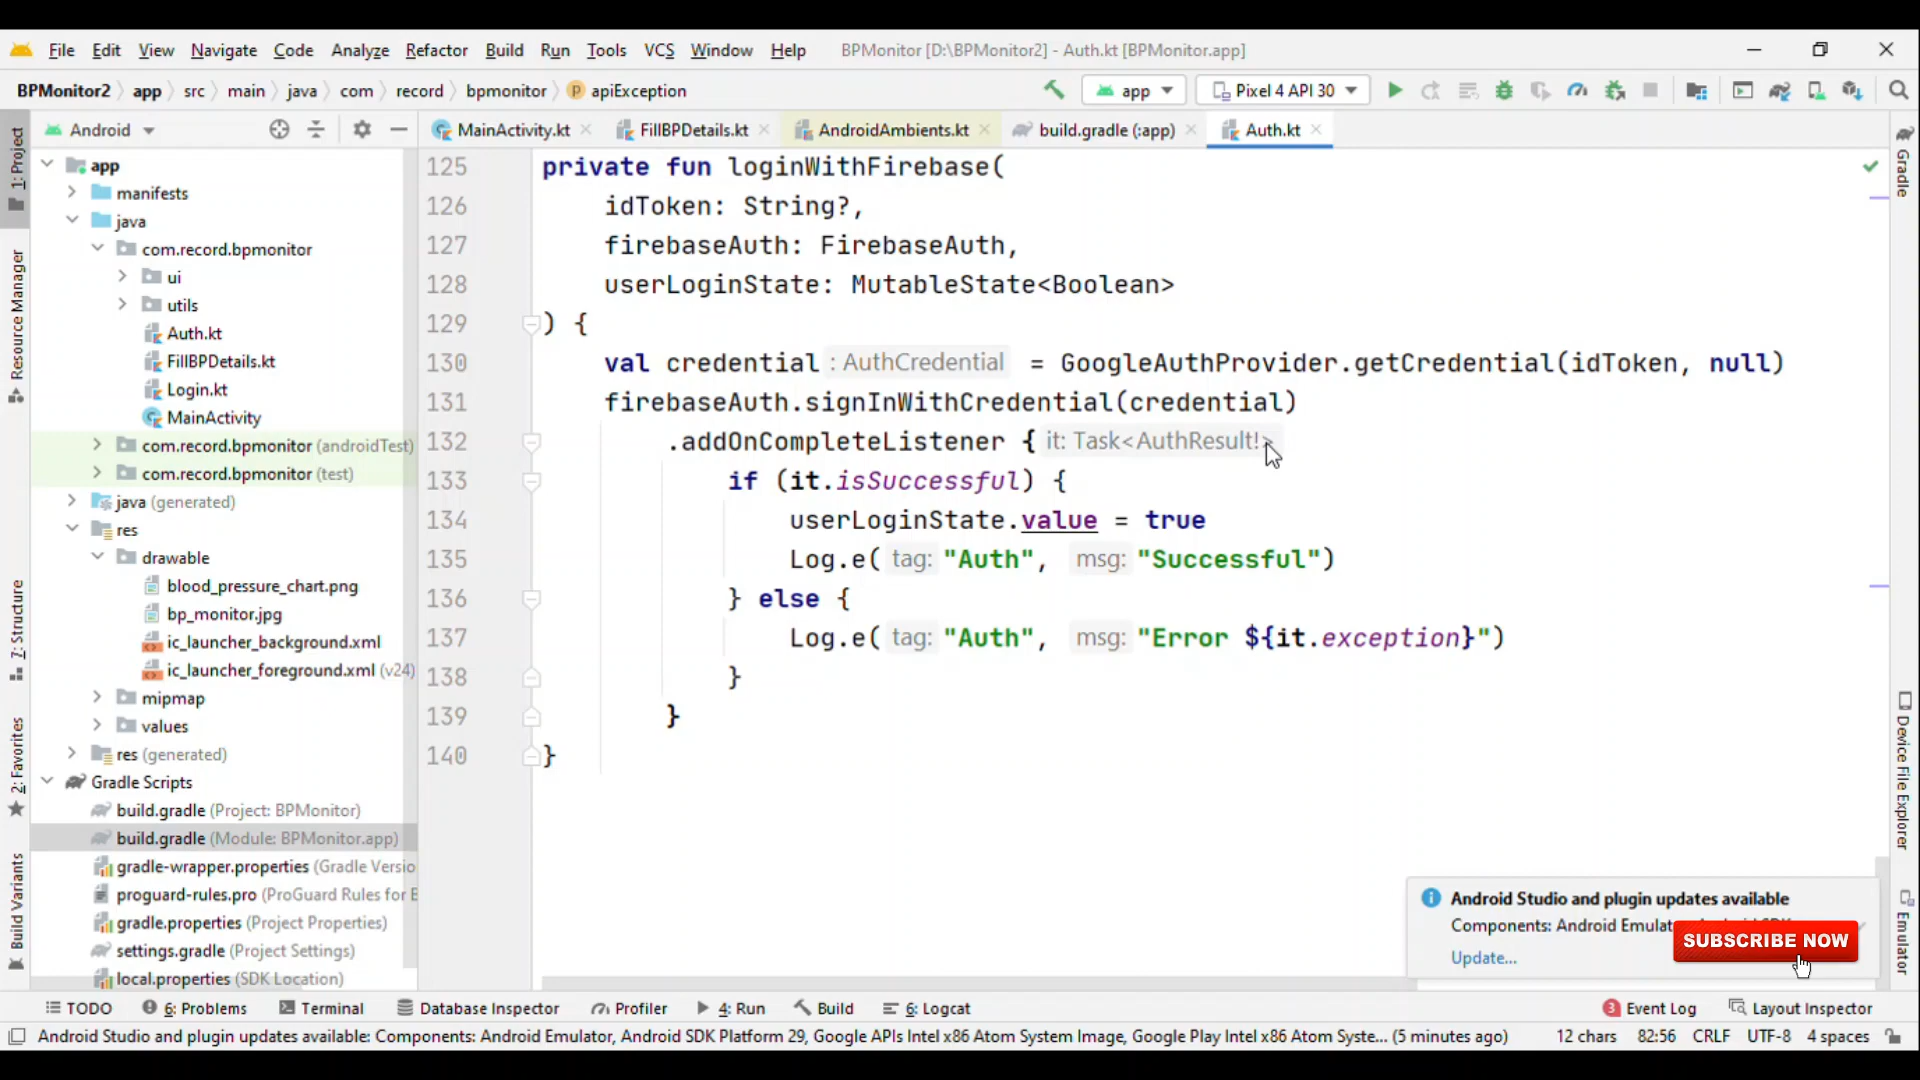 File Edit View Navigate Code Analyze Refactor Build Run Tools VCS Window Help BPMonitor [D:\BPMonitor2] - Auth.kt [BPMonitor.app]
BPMonitor2 app src main java com record bpmonitor apiException app Pixel 4 API 30
Android MainActivity.kt FillBPDetails.kt AndroidAmbients.kt build.gradle (:app) Auth.kt
1: Project
Resource Manager
7: Structure
2: Favorites
Build Variants
app
manifests
java
com.record.bpmonitor
ui
utils
Auth.kt
FillBPDetails.kt
Login.kt
MainActivity
com.record.bpmonitor (androidTest)
com.record.bpmonitor (test)
java (generated)
res
drawable
blood_pressure_chart.png
bp_monitor.jpg
ic_launcher_background.xml
ic_launcher_foreground.xml (v24)
mipmap
values
res (generated)
Gradle Scripts
build.gradle (Project: BPMonitor)
build.gradle (Module: BPMonitor.app)
gradle-wrapper.properties (Gradle Versio
proguard-rules.pro (ProGuard Rules for B
gradle.properties (Project Properties)
settings.gradle (Project Settings)
local.properties (SDK Location)
125 private fun loginWithFirebase(
126 idToken: String?,
127 firebaseAuth: FirebaseAuth,
128 userLoginState: MutableState<Boolean>
129 ) {
130 val credential : AuthCredential = GoogleAuthProvider.getCredential(idToken, null)
131 firebaseAuth.signInWithCredential(credential)
132 .addOnCompleteListener { it: Task<AuthResult!>
133 if (it.isSuccessful) {
134 userLoginState.value = true
135 Log.e( tag: "Auth", msg: "Successful")
136 } else {
137 Log.e( tag: "Auth", msg: "Error ${it.exception}")
138 }
139 }
140 }
Gradle
Device File Explorer
Emulator
Android Studio and plugin updates available
Components: Android Emulat
Update...
SUBSCRIBE NOW
TODO 6: Problems Terminal Database Inspector Profiler 4: Run Build 6: Logcat 3 Event Log Layout Inspector
Android Studio and plugin updates available: Components: Android Emulator, Android SDK Platform 29, Google APIs Intel x86 Atom System Image, Google Play Intel x86 Atom Syste... (5 minutes ago) 12 chars 82:56 CRLF UTF-8 4 spaces